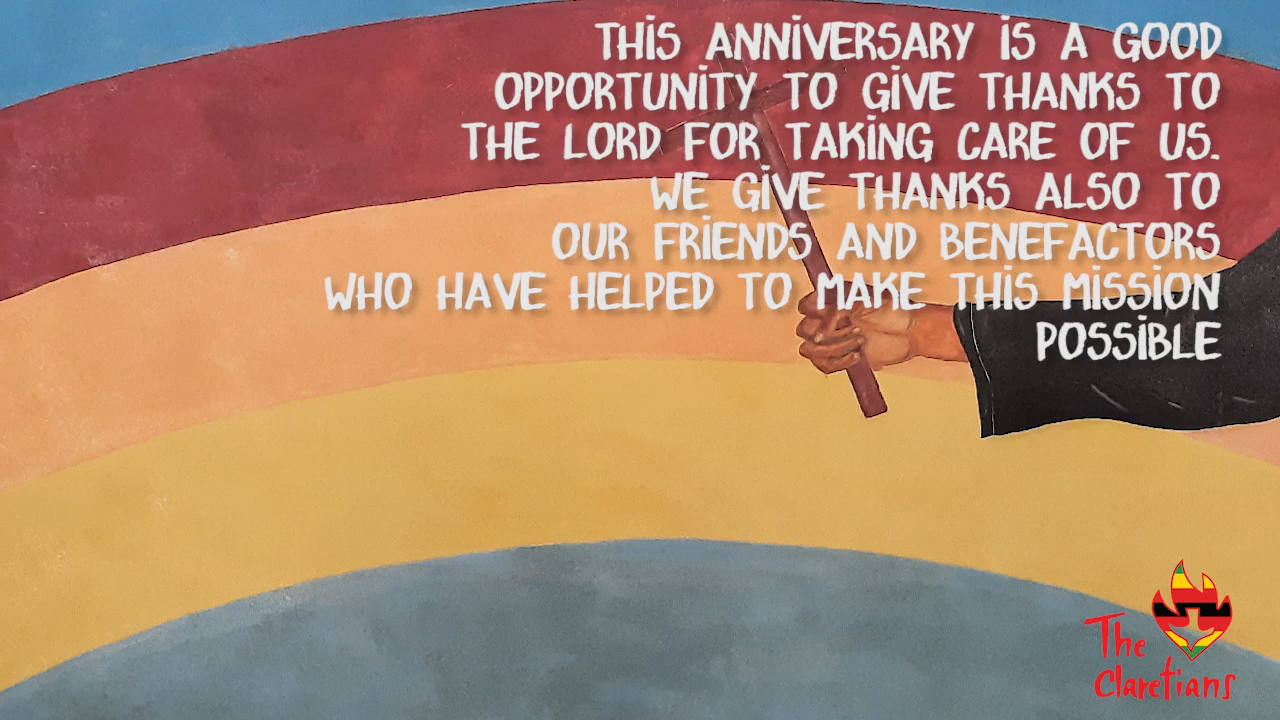 THIS ANNIVERSARY IS A GOOD
OPPORTUNITY TO GIVE THANKS TO
THE LORD FOR TAKING CARE OF US.
WE GIVE THANKS ALSO TO
OUR FRIENDS AND BENEFACTORS
WHO HAVE HELPED TO MAKE THIS MISSION
POSSIBLE
The
Claretians